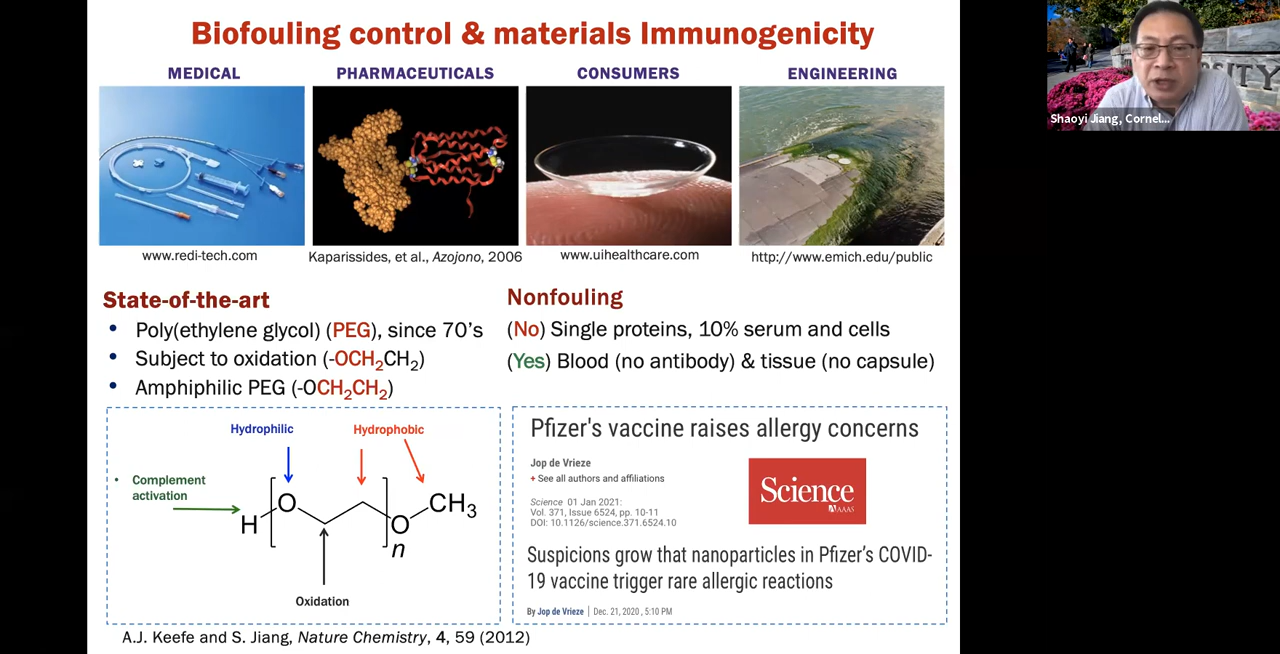 Biofouling control & materials Immunogenicity
MEDICAL
PHARMACEUTICALS
CONSUMERS
ENGINEERING
www.redi-tech.com
Kaparissides, et al., Azojono, 2006
www.uihealthcare.com
http://www.emich.edu/public
State-of-the-art
• Poly(ethylene glycol) (PEG), since 70's
• Subject to oxidation (-OCH2CH2)
• Amphiphilic PEG (-OCH2CH2)
Nonfouling
(No) Single proteins, 10% serum and cells
(Yes) Blood (no antibody) & tissue (no capsule)
Hydrophilic
Hydrophobic
• Complement
activation
H
O
O
CH3
n
Oxidation
Pfizer's vaccine raises allergy concerns
Jop de Vrieze
+ See all authors and affiliations
Science 01 Jan 2021:
Vol. 371, Issue 6524, pp. 10-11
DOI: 10.1126/science.371.6524.10
Science
AAAS
Suspicions grow that nanoparticles in Pfizer's COVID-
19 vaccine trigger rare allergic reactions
By Jop de Vrieze | Dec. 21, 2020 , 5:10 PM
A.J. Keefe and S. Jiang, Nature Chemistry, 4, 59 (2012)
SITY
Shaoyi Jiang, Cornel...